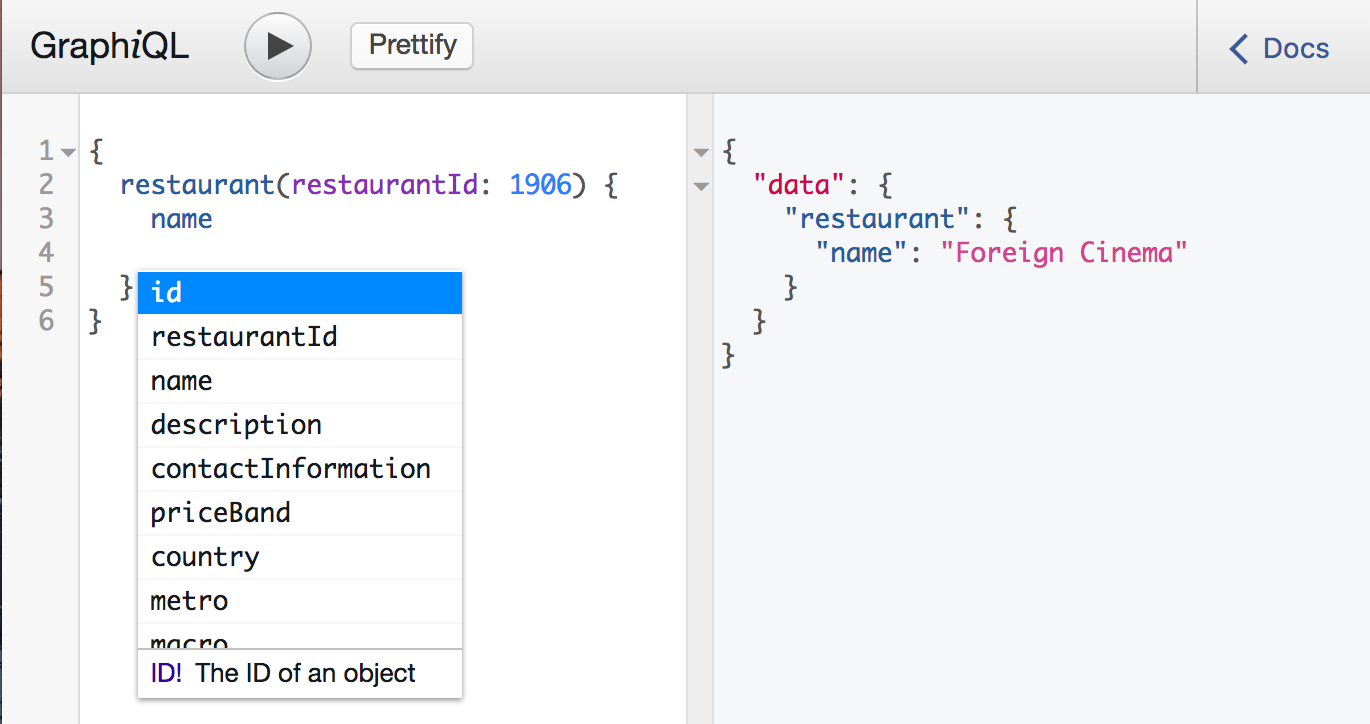 GraphiQL
Prettify
Docs
1 {
2 restaurant(restaurantId: 1906) {
3 name
4
5 }
6 }
id
restaurantId
name
description
contactInformation
priceBand
country
metro
macro
ID! The ID of an object
{
"data": {
"restaurant": {
"name": "Foreign Cinema"
}
}
}